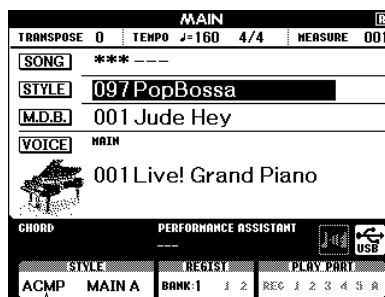 MAIN
TRANSPOSE 0 TEMPO ♩=160 4/4 MEASURE 001
SONG *** ---
STYLE 097 PopBossa
M.D.B. 001 Jude Hey
VOICE MAIN
001 Live! Grand Piano
CHORD PERFORMANCE ASSISTANT
---
USB
STYLE REGIST PLAY PART
ACMP MAIN A BANK:1 1 2 REC 1 2 3 4 5 A